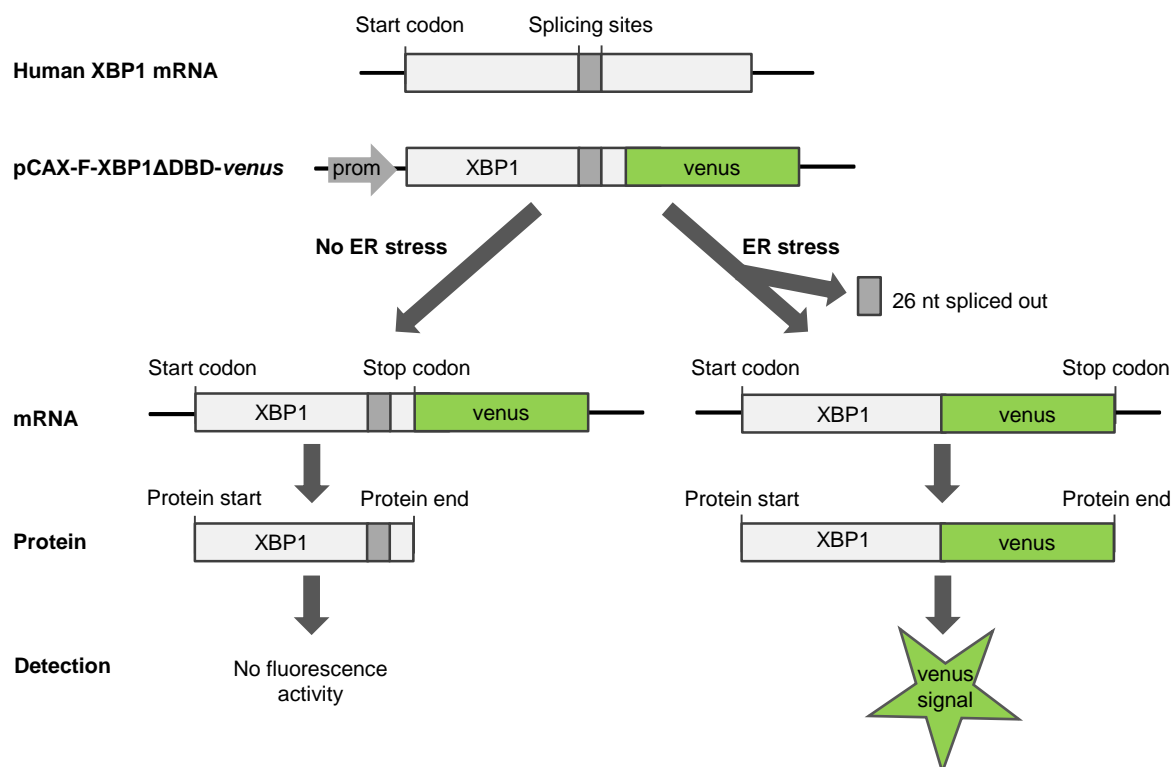 Start codon Splicing sites
Human XBP1 mRNA
pCAX-F-XBP1ΔDBD-venus prom XBP1 venus
No ER stress ER stress
26 nt spliced out
Start codon Stop codon Start codon Stop codon
mRNA XBP1 venus XBP1 venus
Protein start Protein end Protein start Protein end
Protein XBP1 XBP1 venus
Detection
No fluorescence
activity
venus
signal